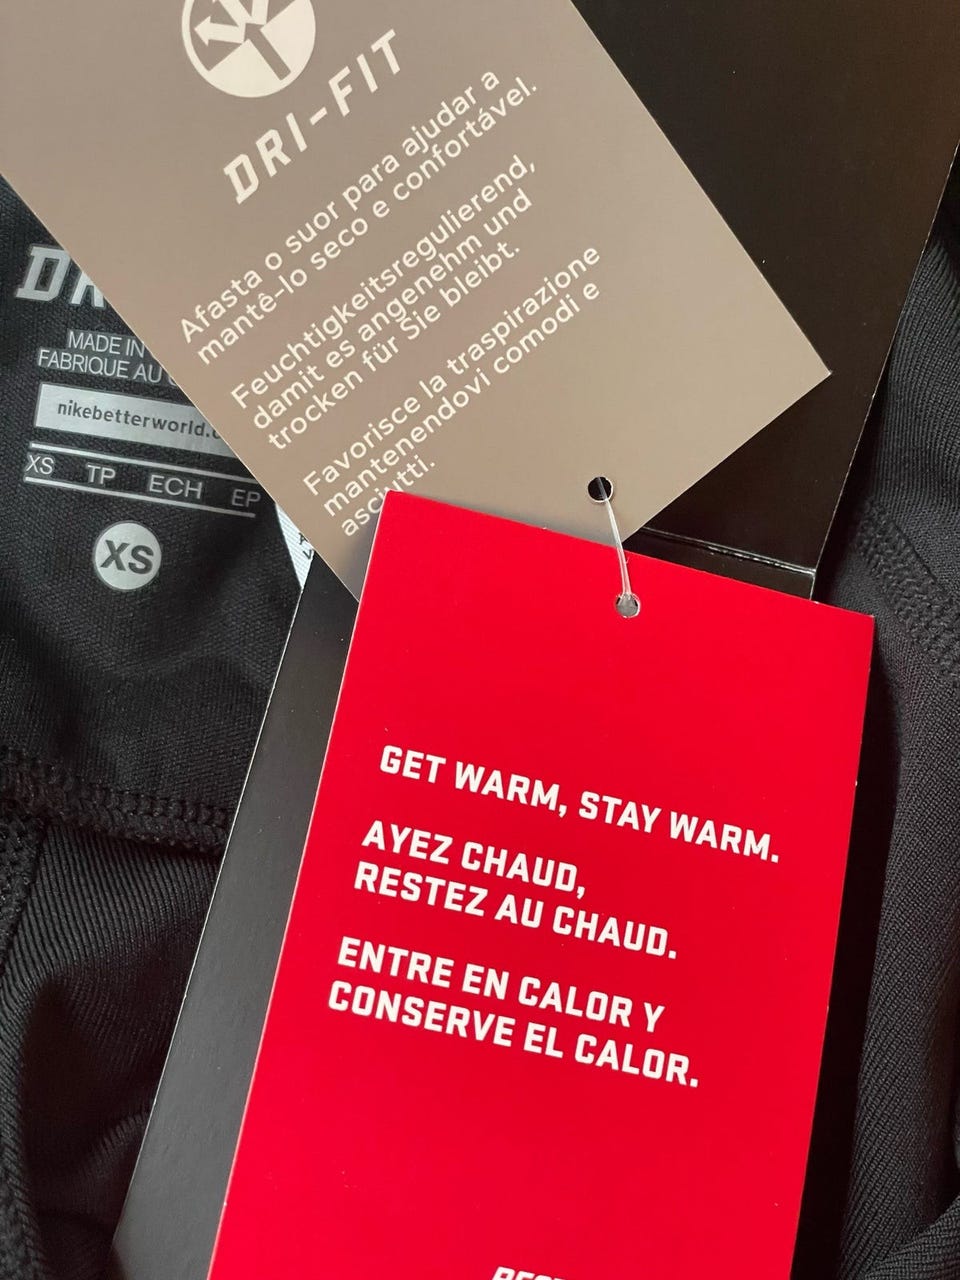 DRI-FIT
Afasta o suor para ajudar a
mantê-lo seco e confortável.
Feuchtigkeitsregulierend,
damit es angenehm und
trocken für Sie bleibt.
Favorisce la traspirazione
mantenendovi comodi e
asciutti.
MADE IN
FABRIQUE AU
nikebetterworld.c
XS TP ECH EP
XS
GET WARM, STAY WARM.
AYEZ CHAUD,
RESTEZ AU CHAUD.
ENTRE EN CALOR Y
CONSERVE EL CALOR.